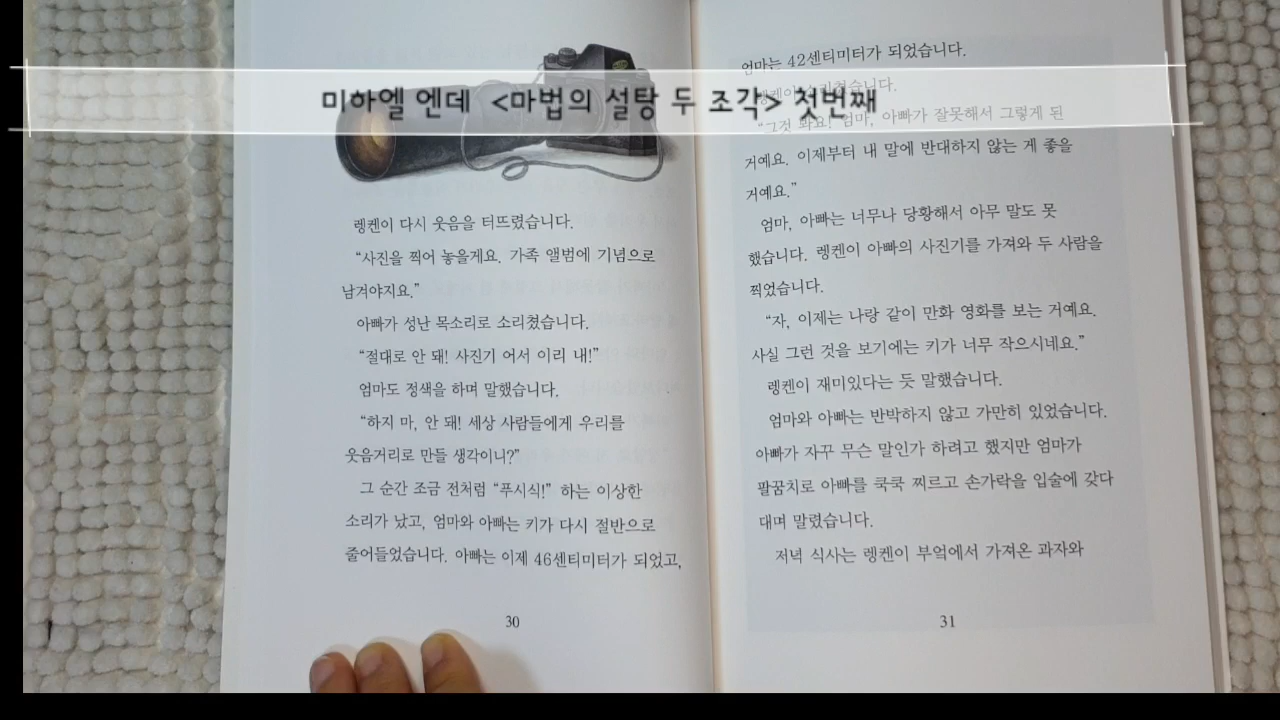 미하엘 엔데 <마법의 설탕 두 조각> 첫번째
렝켄이 다시 웃음을 터뜨렸습니다.
“사진을 찍어 놓을게요. 가족 앨범에 기념으로
남겨야지요.”
아빠가 성난 목소리로 소리쳤습니다.
“절대로 안 돼! 사진기 어서 이리 내!”
엄마도 정색을 하며 말했습니다.
“하지 마, 안 돼! 세상 사람들에게 우리를
웃음거리로 만들 생각이니?”
그 순간 조금 전처럼 “푸시식!” 하는 이상한
소리가 났고, 엄마와 아빠는 키가 다시 절반으로
줄어들었습니다. 아빠는 이제 46센티미터가 되었고,
30
엄마는 42센티미터가 되었습니다.
렝켄이 소리쳤습니다.
“그것 봐요! 엄마, 아빠가 잘못해서 그렇게 된
거예요. 이제부터 내 말에 반대하지 않는 게 좋을
거예요.”
엄마, 아빠는 너무나 당황해서 아무 말도 못
했습니다. 렝켄이 아빠의 사진기를 가져와 두 사람을
찍었습니다.
“자, 이제는 나랑 같이 만화 영화를 보는 거예요.
사실 그런 것을 보기에는 키가 너무 작으시네요.”
렝켄이 재미있다는 듯 말했습니다.
엄마와 아빠는 반박하지 않고 가만히 있었습니다.
아빠가 자꾸 무슨 말인가 하려고 했지만 엄마가
팔꿈치로 아빠를 쿡쿡 찌르고 손가락을 입술에 갖다
대며 말렸습니다.
저녁 식사는 렝켄이 부엌에서 가져온 과자와
31